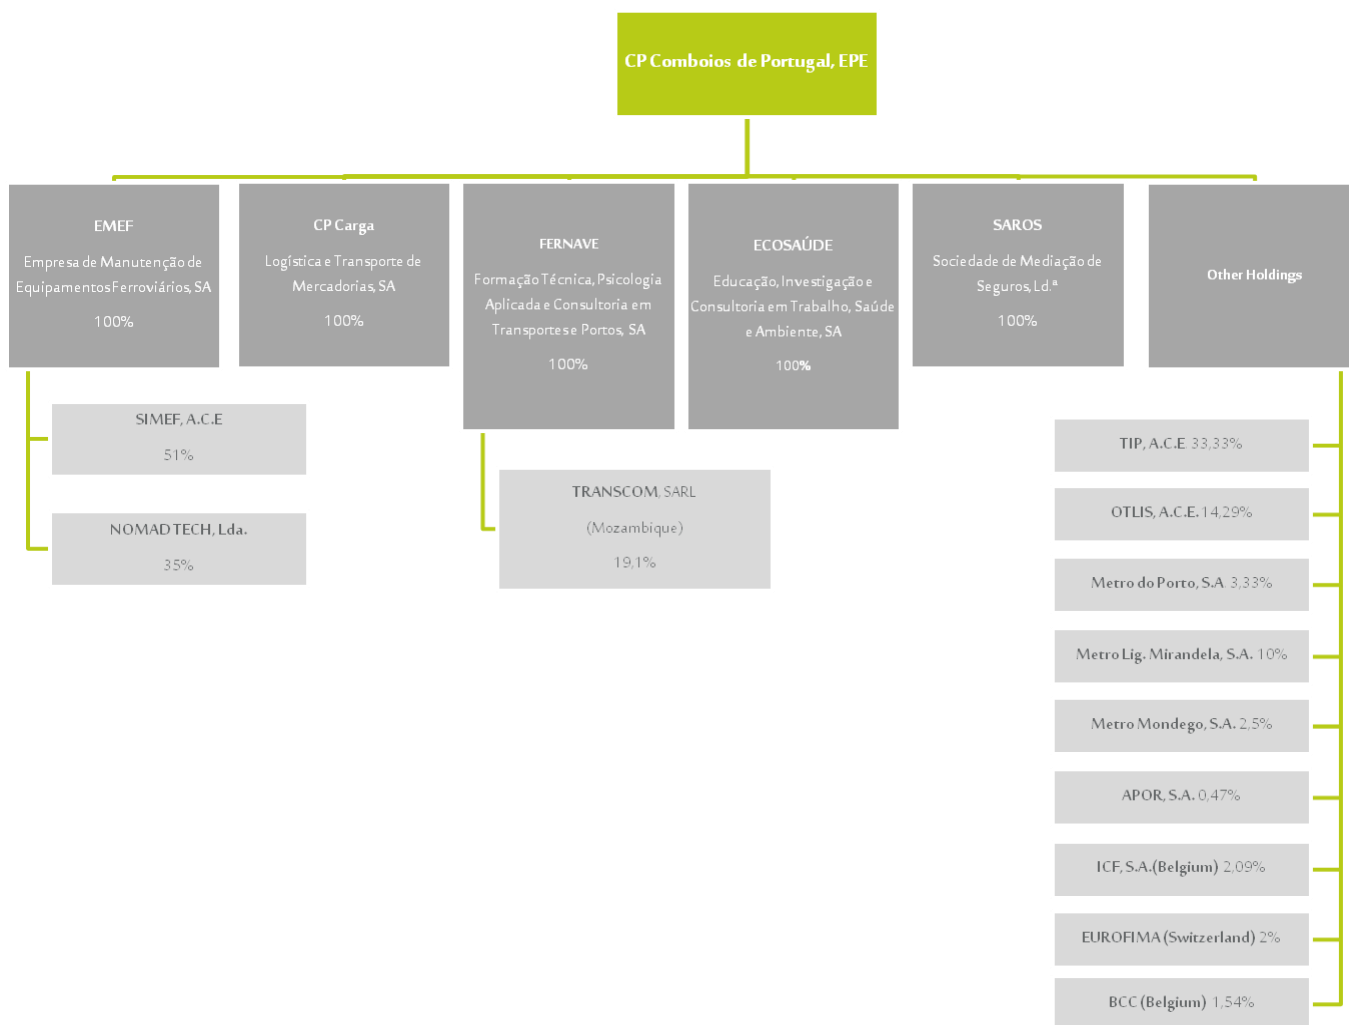 CP Comboios de Portugal, EPE
EMEF
Empresa de Manutenção de
Equipamentos Ferroviários, SA
100%
CP Carga
Logística e Transporte de
Mercadorias, SA
100%
FERNAVE
Formação Técnica, Psicologia
Aplicada e Consultoria em
Transportes e Portos, SA
100%
ECOSAÚDE
Educação, Investigação e
Consultoria em Trabalho, Saúde
e Ambiente, SA
100%
SAROS
Sociedade de Mediação de
Seguros, Ld.ª
100%
Other Holdings
SIMEF, A.C.E
51%
NOMAD TECH, Lda.
35%
TRANSCOM, SARL
(Mozambique)
19,1%
TIP, A.C.E 33,33%
OTLIS, A.C.E. 14,29%
Metro do Porto, S.A. 3,33%
Metro Lig. Mirandela, S.A. 10%
Metro Mondego, S.A. 2,5%
APOR, S.A. 0,47%
ICF, S.A.(Belgium) 2,09%
EUROFIMA (Switzerland) 2%
BCC (Belgium) 1,54%